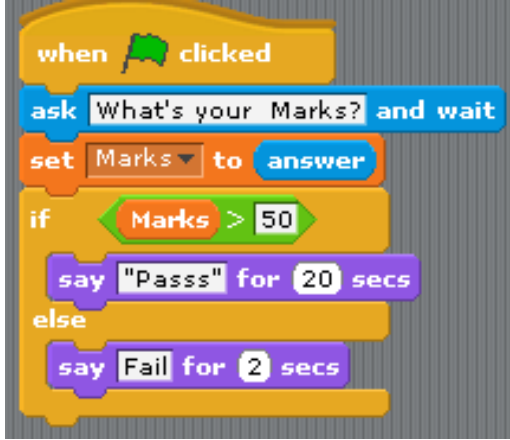 when clicked
ask What's your Marks? and wait
set Marks to answer
if Marks > 50
say "Passs" for 20 secs
else
say Fail for 2 secs